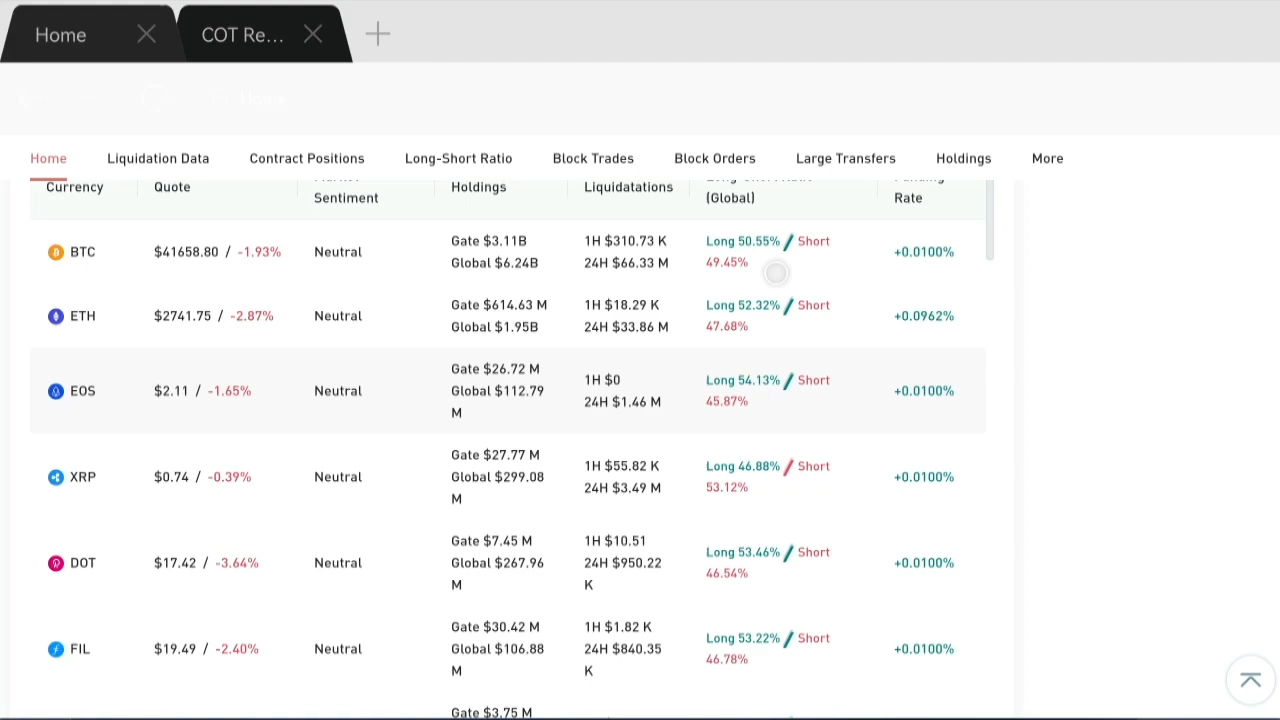 Home
COT Re...
Home
Home Liquidation Data Contract Positions Long-Short Ratio Block Trades Block Orders Large Transfers Holdings More
Currency Quote Sentiment Holdings Liquidatations (Global) Rate
BTC $41658.80 / -1.93% Neutral Gate $3.11B Global $6.24B 1H $310.73 K 24H $66.33 M Long 50.55% / Short 49.45% +0.0100%
ETH $2741.75 / -2.87% Neutral Gate $614.63 M Global $1.95B 1H $18.29 K 24H $33.86 M Long 52.32% / Short 47.68% +0.0962%
EOS $2.11 / -1.65% Neutral Gate $26.72 M Global $112.79 M 1H $0 24H $1.46 M Long 54.13% / Short 45.87% +0.0100%
XRP $0.74 / -0.39% Neutral Gate $27.77 M Global $299.08 M 1H $55.82 K 24H $3.49 M Long 46.88% / Short 53.12% +0.0100%
DOT $17.42 / -3.64% Neutral Gate $7.45 M Global $267.96 M 1H $10.51 24H $950.22 K Long 53.46% / Short 46.54% +0.0100%
FIL $19.49 / -2.40% Neutral Gate $30.42 M Global $106.88 M 1H $1.82 K 24H $840.35 K Long 53.22% / Short 46.78% +0.0100%
Gate $3.75 M